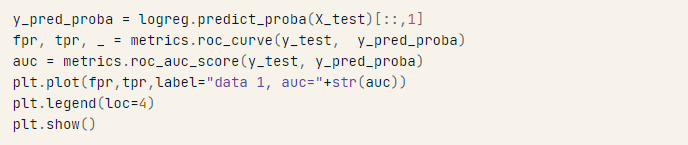 y_pred_proba = logreg.predict_proba(X_test)[::,1]
fpr, tpr, _ = metrics.roc_curve(y_test,  y_pred_proba)
auc = metrics.roc_auc_score(y_test, y_pred_proba)
plt.plot(fpr,tpr,label="data 1, auc="+str(auc))
plt.legend(loc=4)
plt.show()